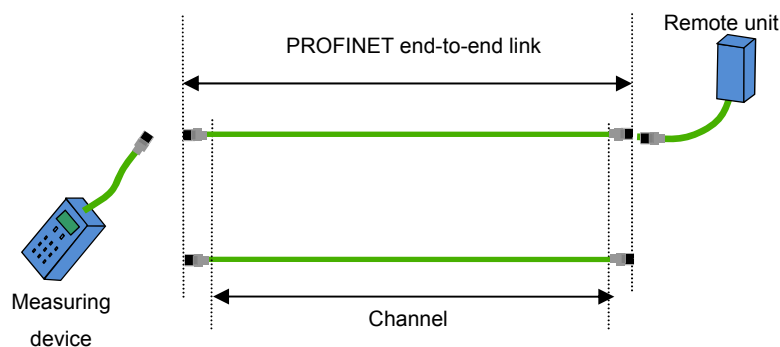 Remote unit
PROFINET end-to-end link
Measuring
device
Channel